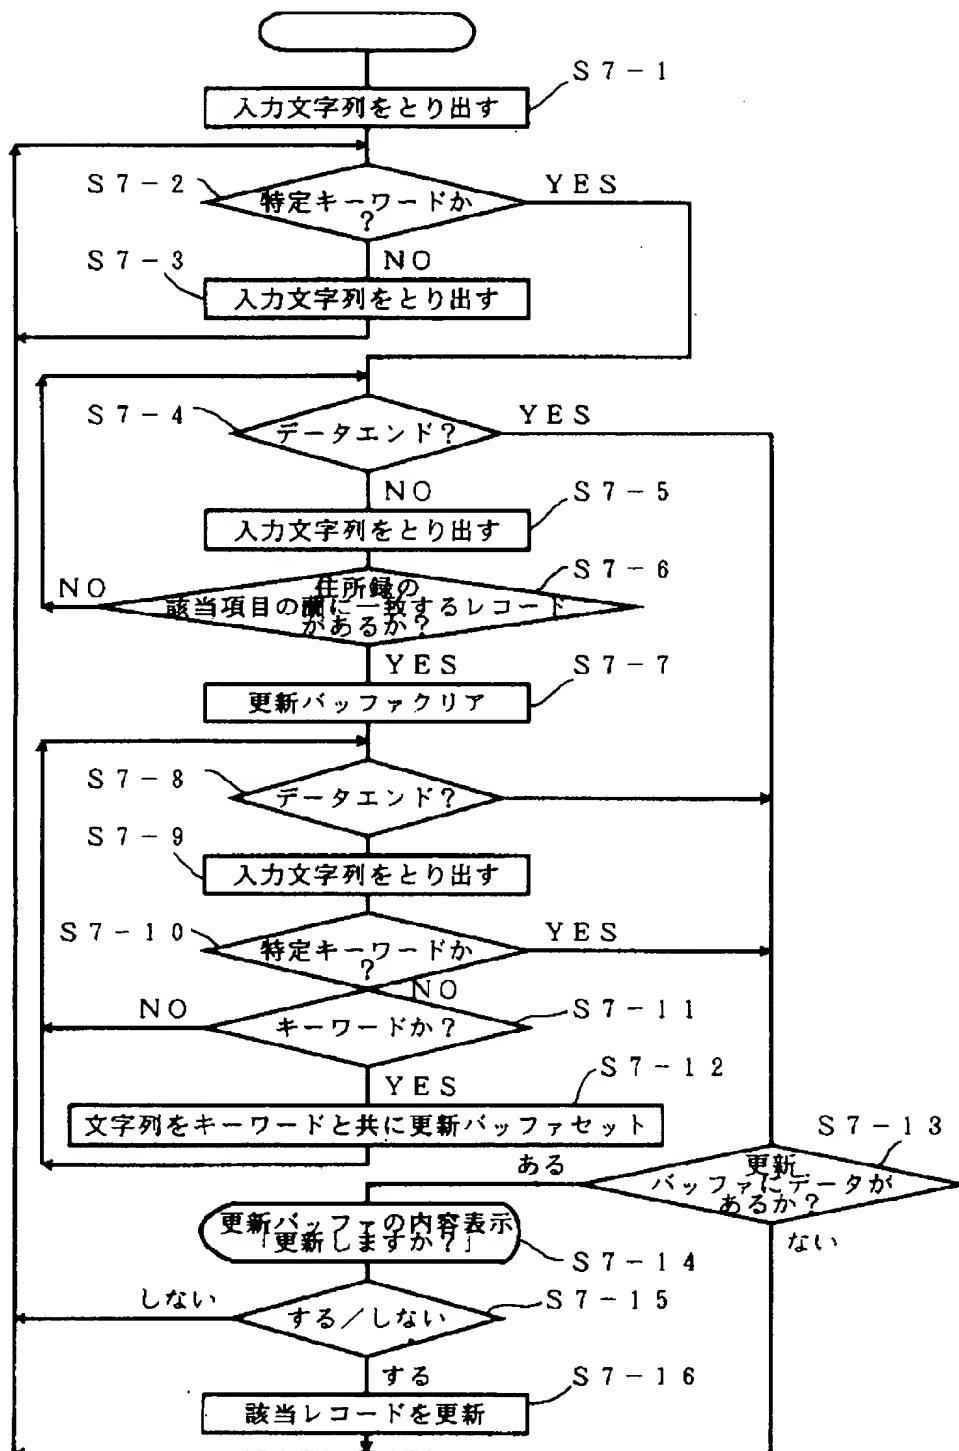 S7-1
入力文字列をとり出す
S7-2
特定キーワードか
?
YES
NO
S7-3
入力文字列をとり出す
S7-4
データエンド?
YES
NO
S7-5
入力文字列をとり出す
S7-6
住所録の
該当項目の欄に一致するレコード
があるか?
NO
YES
S7-7
更新バッファクリア
S7-8
データエンド?
S7-9
入力文字列をとり出す
S7-10
特定キーワードか
?
YES
NO
S7-11
キーワードか?
NO
YES
S7-12
文字列をキーワードと共に更新バッファセット
S7-13
更新
バッファにデータが
あるか?
ある
ない
更新バッファの内容表示
「更新しますか?」
S7-14
しない
する/しない
S7-15
する
S7-16
該当レコードを更新